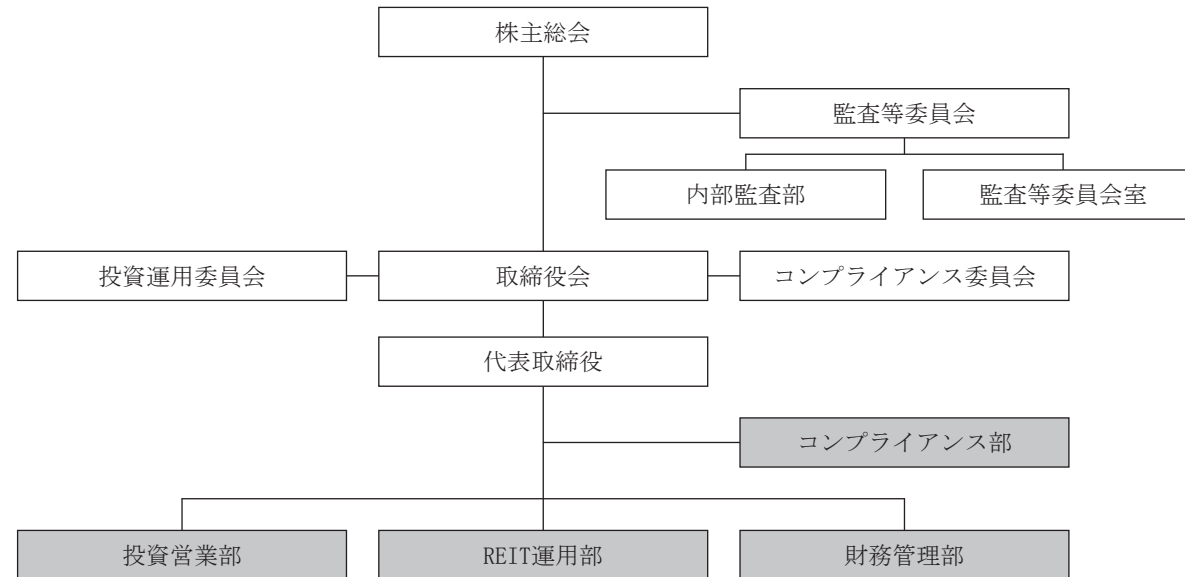 株主総会
監査等委員会
内部監査部
監査等委員会室
投資運用委員会
取締役会
コンプライアンス委員会
代表取締役
コンプライアンス部
投資営業部
REIT運用部
財務管理部